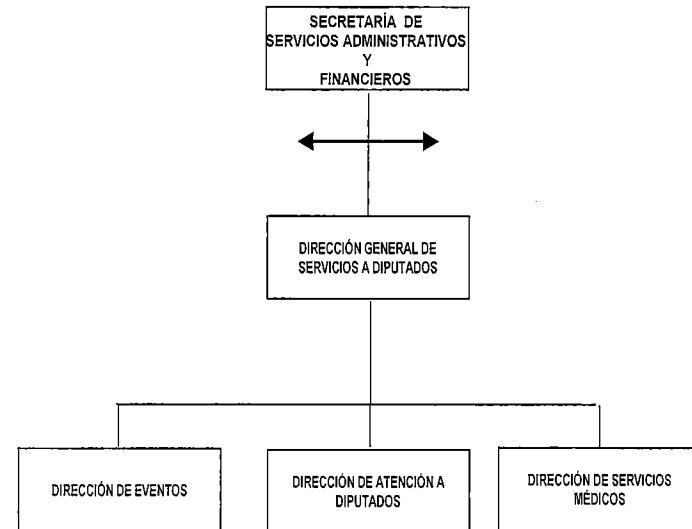 SECRETARÍA DE
SERVICIOS ADMINISTRATIVOS
Y
FINANCIEROS
DIRECCIÓN GENERAL DE
SERVICIOS A DIPUTADOS
DIRECCIÓN DE EVENTOS
DIRECCIÓN DE ATENCIÓN A
DIPUTADOS
DIRECCIÓN DE SERVICIOS
MÉDICOS